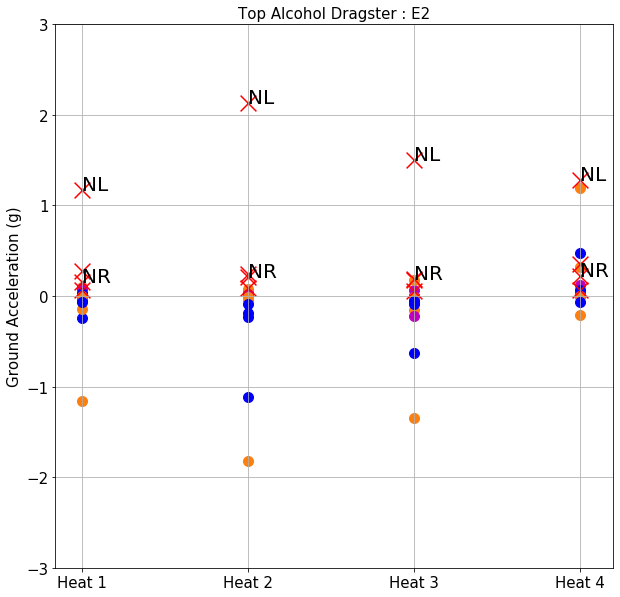 Top Alcohol Dragster : E2
Ground Acceleration (g)
3
2
1
0
−1
−2
−3
NL
NL
NL
NL
NR
NR
NR
NR
Heat 1 Heat 2 Heat 3 Heat 4